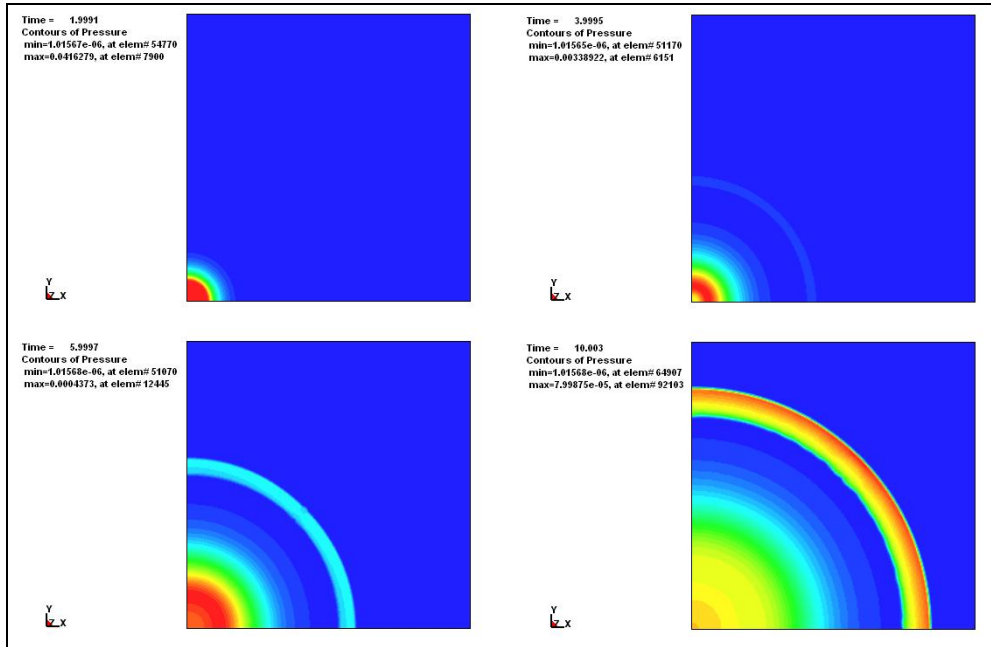 Time = 1.9991
Contours of Pressure
min=1.01567e-06, at elem# 54770
max=0.0416279, at elem# 7900
Y
Z X
Time = 3.9995
Contours of Pressure
min=1.01565e-06, at elem# 51170
max=0.00338922, at elem# 6151
Y
Z X
Time = 5.9997
Contours of Pressure
min=1.01568e-06, at elem# 51070
max=0.0004373, at elem# 12445
Y
Z X
Time = 10.003
Contours of Pressure
min=1.01568e-06, at elem# 64907
max=7.99875e-05, at elem# 92103
Y
Z X